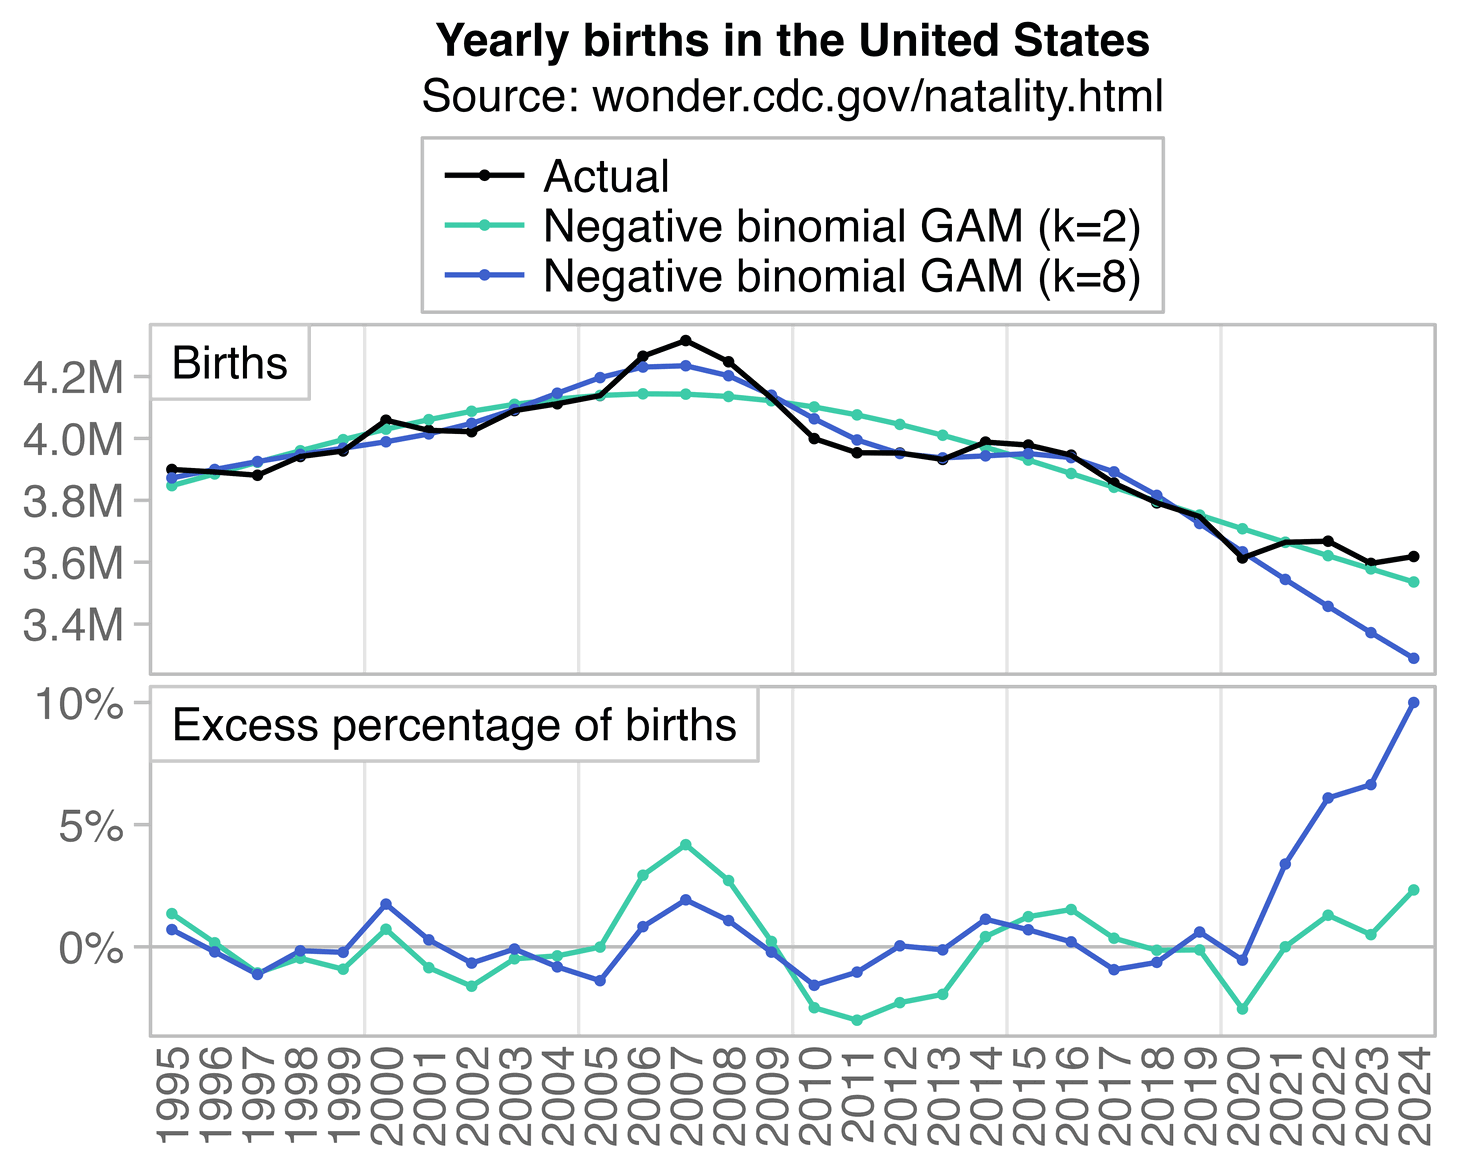 Yearly births in the United States
Source: wonder.cdc.gov/natality.html
Actual
Negative binomial GAM (k=2)
Negative binomial GAM (k=8)
Births
4.2M
4.0M
3.8M
3.6M
3.4M
Excess percentage of births
10%
5%
0%
1995
1996
1997
1998
1999
2000
2001
2002
2003
2004
2005
2006
2007
2008
2009
2010
2011
2012
2013
2014
2015
2016
2017
2018
2019
2020
2021
2022
2023
2024